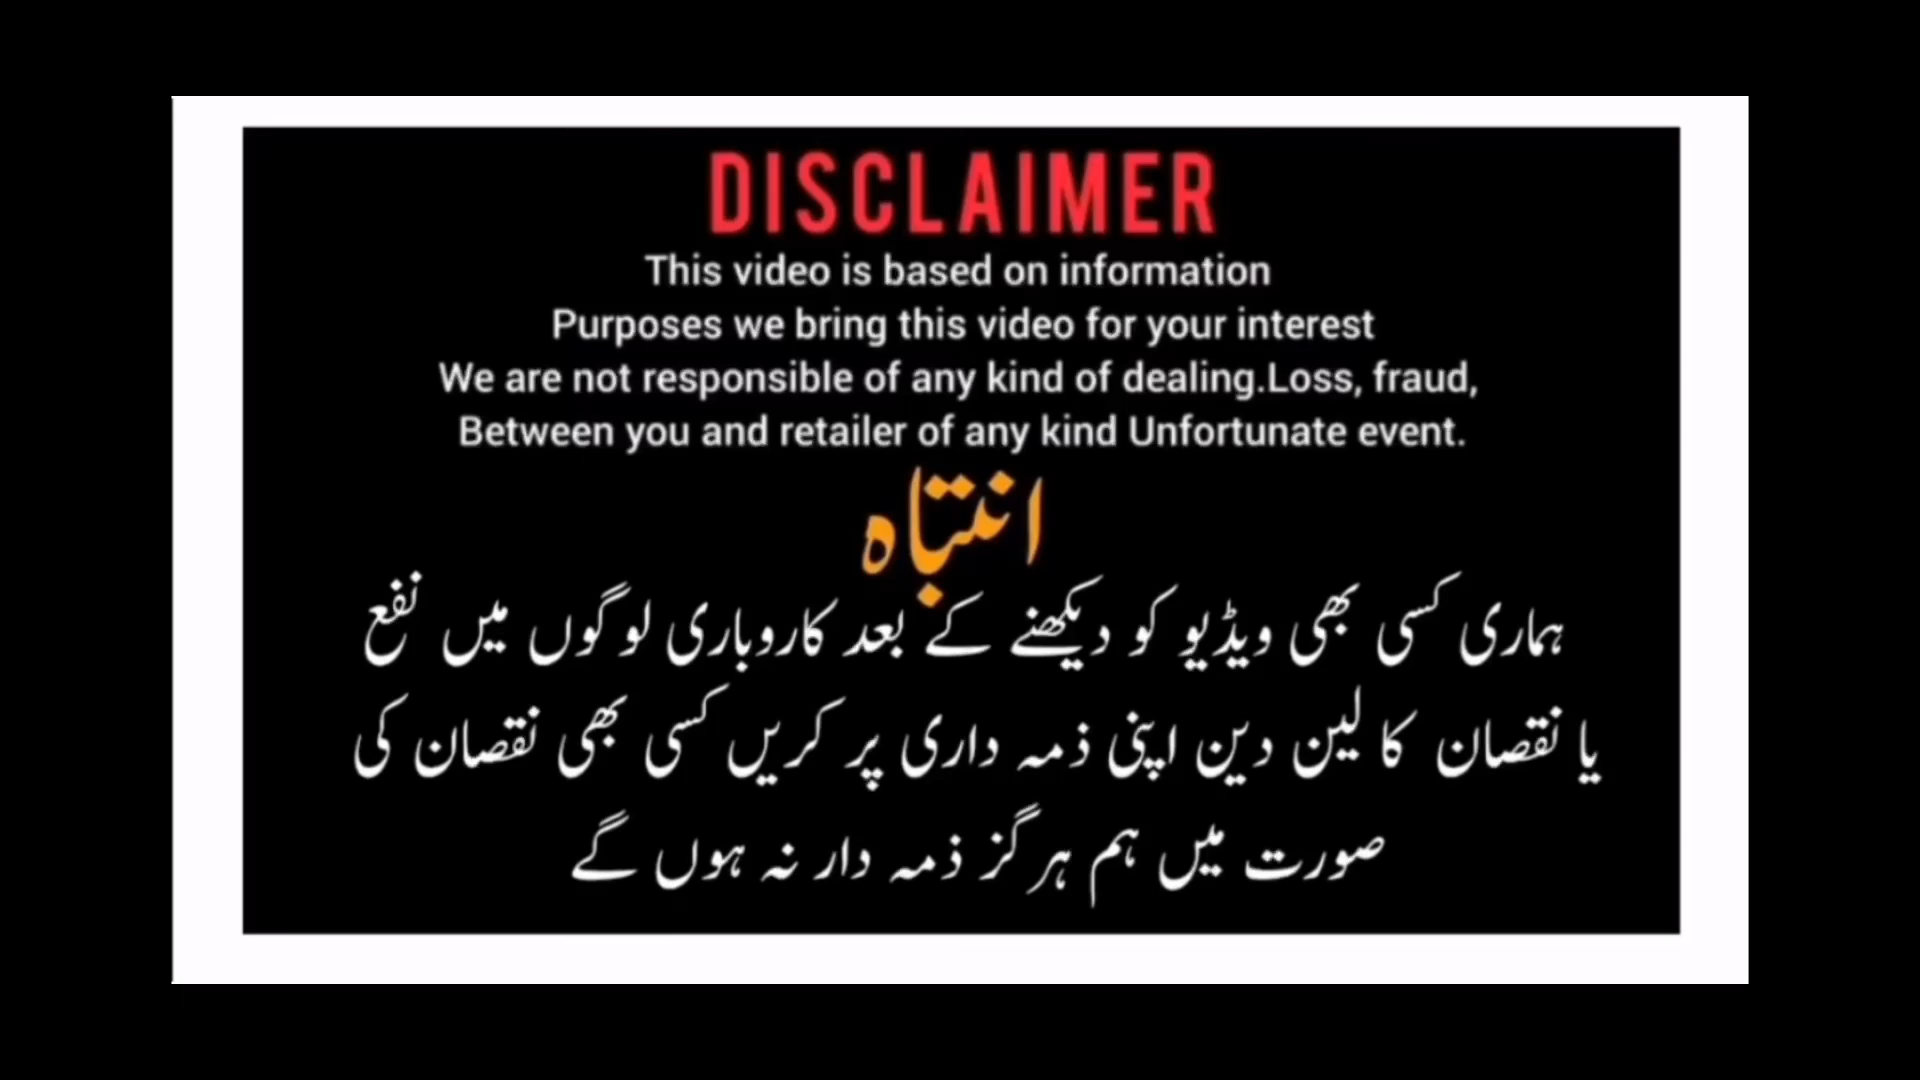 DISCLAIMER
This video is based on information
Purposes we bring this video for your interest
We are not responsible of any kind of dealing.Loss, fraud,
Between you and retailer of any kind Unfortunate event.
انتباہ
ہماری کسی بھی ویڈیو کو دیکھنے کے بعد کاروباری لوگوں میں نفع
یا نقصان کا لین دین اپنی ذمہ داری پر کریں کسی بھی نقصان کی
صورت میں ہم ہرگز ذمہ دار نہ ہوں گے